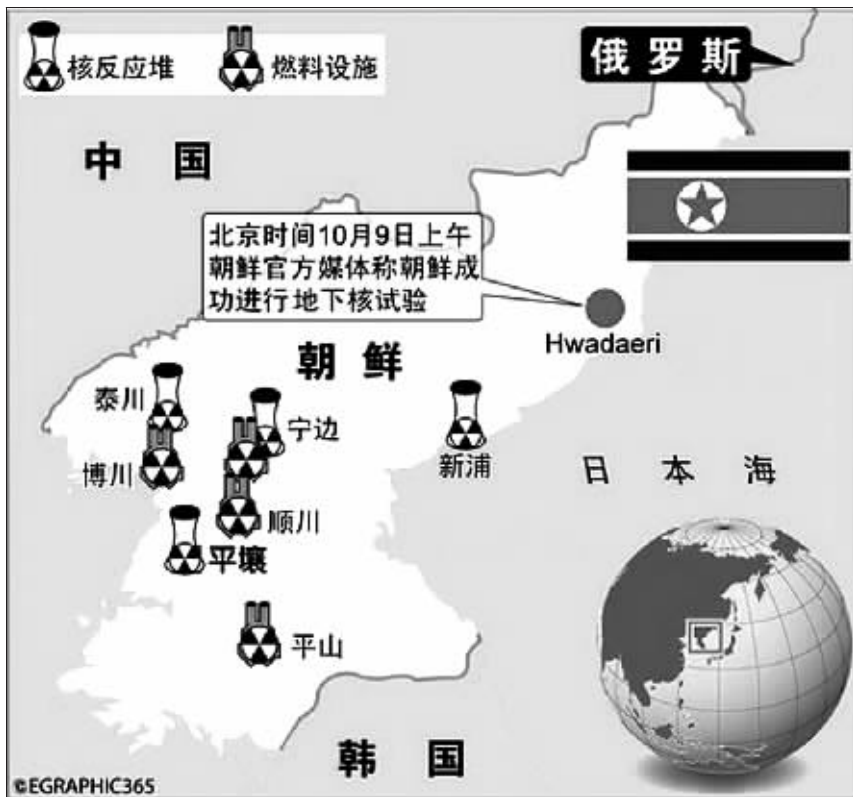 核反应堆
燃料设施
俄罗斯
中国
北京时间10月9日上午
朝鲜官方媒体称朝鲜成
功进行地下核试验
Hwadaeri
朝鲜
泰川
宁边
博川
新浦
日本海
顺川
平壤
平山
韩国
©EGRAPHIC365